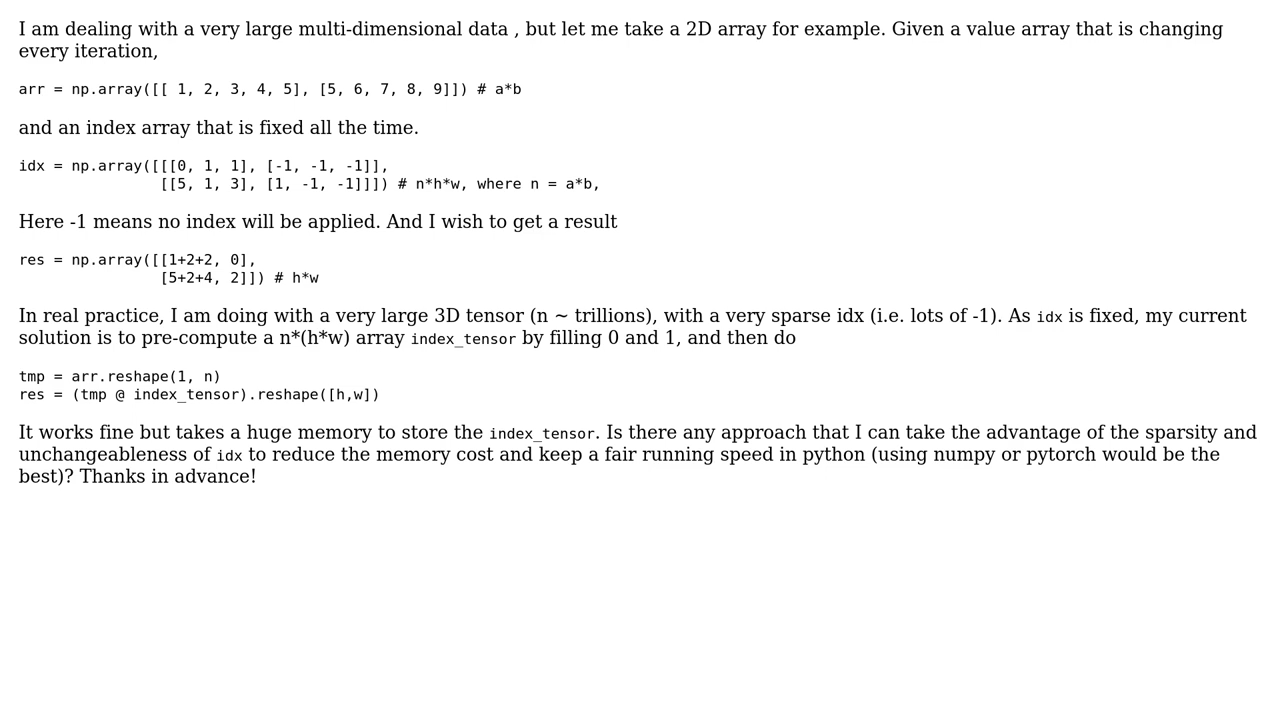 I am dealing with a very large multi-dimensional data , but let me take a 2D array for example. Given a value array that is changing
every iteration,
arr = np.array([[ 1, 2, 3, 4, 5], [5, 6, 7, 8, 9]]) # a*b
and an index array that is fixed all the time.
idx = np.array([[[0, 1, 1], [-1, -1, -1]],
                [[5, 1, 3], [1, -1, -1]]]) # n*h*w, where n = a*b,
Here -1 means no index will be applied. And I wish to get a result
res = np.array([[1+2+2, 0],
                [5+2+4, 2]]) # h*w
In real practice, I am doing with a very large 3D tensor (n ~ trillions), with a very sparse idx (i.e. lots of -1). As idx is fixed, my current
solution is to pre-compute a n*(h*w) array index_tensor by filling 0 and 1, and then do
tmp = arr.reshape(1, n)
res = (tmp @ index_tensor).reshape([h,w])
It works fine but takes a huge memory to store the index_tensor. Is there any approach that I can take the advantage of the sparsity and
unchangeableness of idx to reduce the memory cost and keep a fair running speed in python (using numpy or pytorch would be the
best)? Thanks in advance!